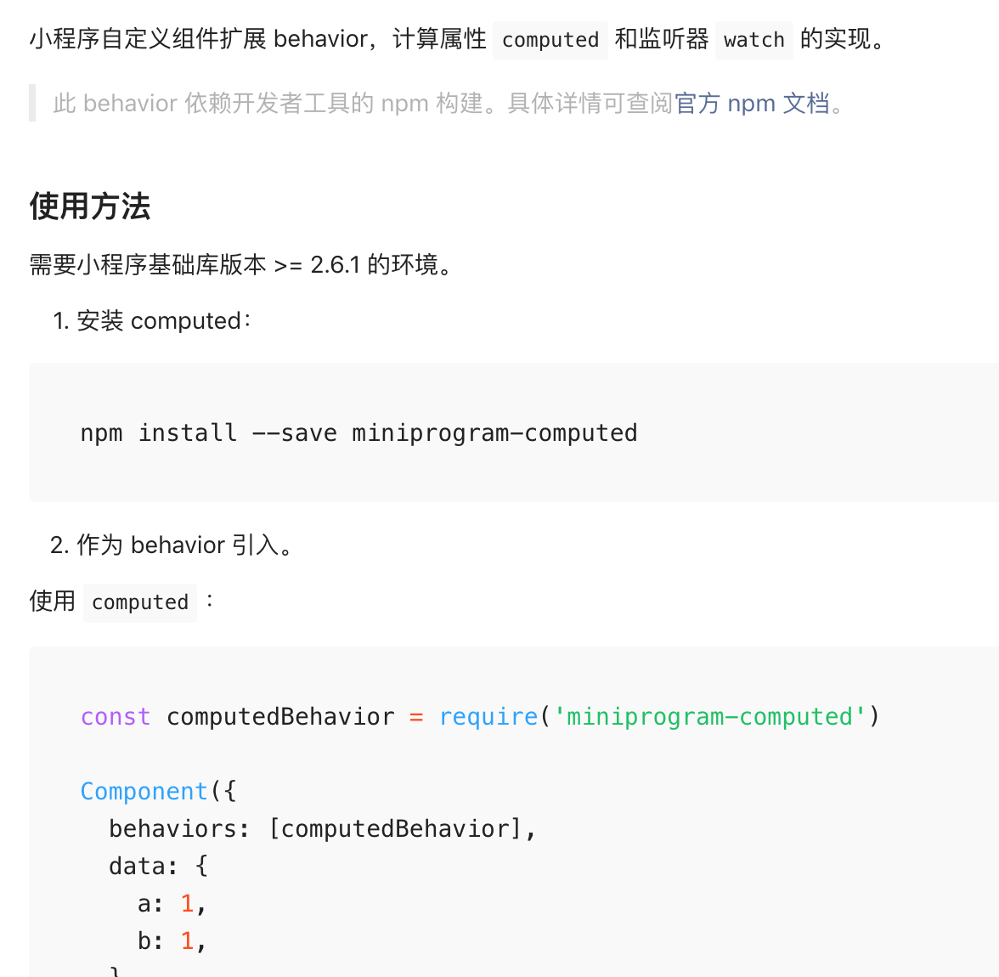 小程序自定义组件扩展 behavior，计算属性 computed 和监听器 watch 的实现。
此 behavior 依赖开发者工具的 npm 构建。具体详情可查阅官方 npm 文档。
使用方法
需要小程序基础库版本 >= 2.6.1 的环境。
1. 安装 computed：
npm install --save miniprogram-computed
2. 作为 behavior 引入。
使用 computed ：
const computedBehavior = require('miniprogram-computed')
Component({
  behaviors: [computedBehavior],
  data: {
    a: 1,
    b: 1,
  }